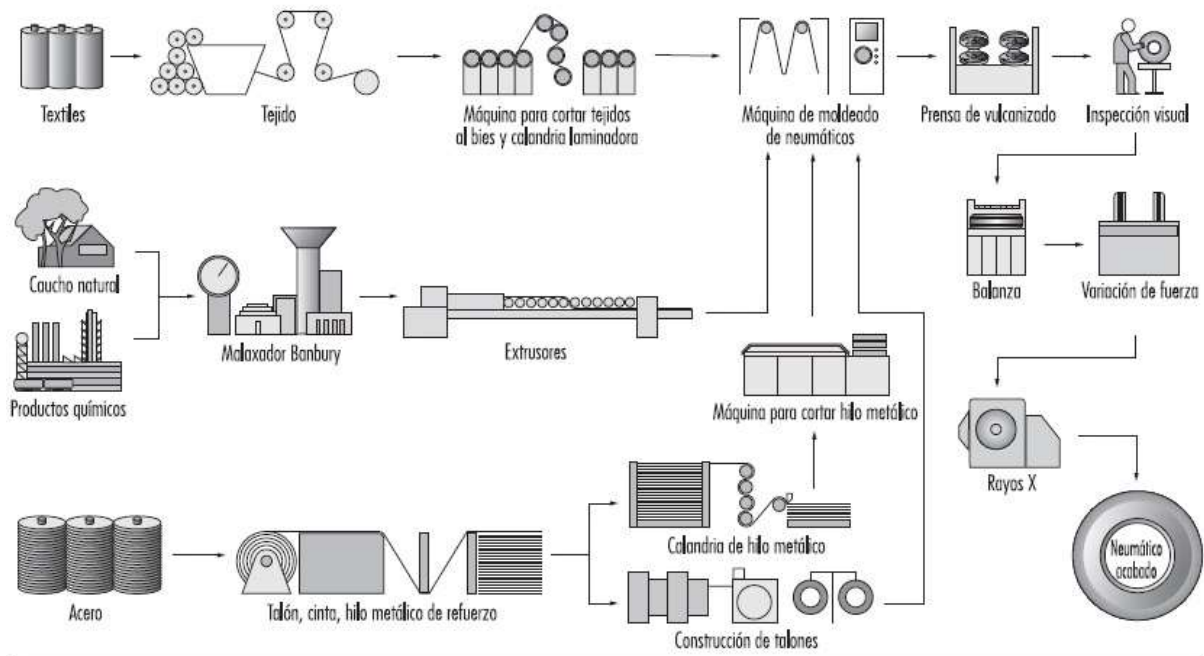 Textiles
Tejido
Máquina para cortar tejidos
al bies y calandria laminadora
Máquina de moldeado
de neumáticos
Prensa de vulcanizado
Inspección visual
Caucho natural
Productos químicos
Malaxador Banbury
Extrusores
Balanza
Variación de fuerza
Máquina para cortar hilo metálico
Rayos X
Calandria de hilo metálico
Acero
Talón, cinta, hilo metálico de refuerzo
Construcción de talones
Neumático
acabado